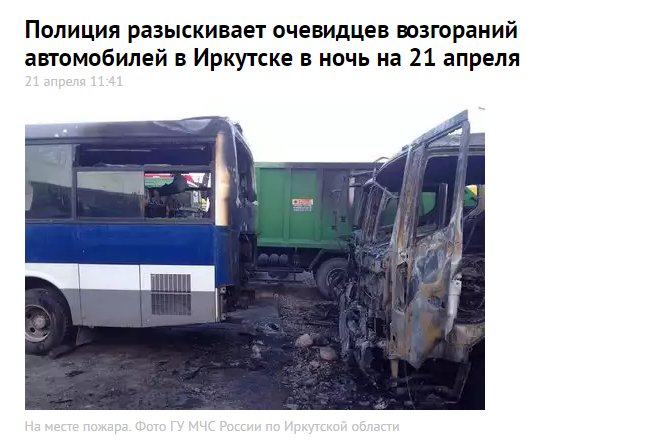 Полиция разыскивает очевидцев возгораний
автомобилей в Иркутске в ночь на 21 апреля
21 апреля 11:41
На месте пожара. Фото ГУ МЧС России по Иркутской области